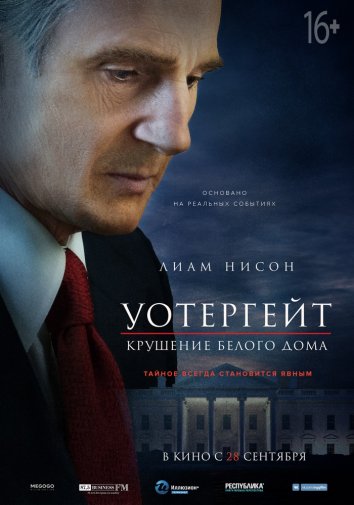 16+
ОСНОВАНО
НА РЕАЛЬНЫХ СОБЫТИЯХ
ЛИАМ НИСОН
УОТЕРГЕЙТ
КРУШЕНИЕ БЕЛОГО ДОМА
ТАЙНОЕ ВСЕГДА СТАНОВИТСЯ ЯВНЫМ
В КИНО С 28 СЕНТЯБРЯ
MEGOGO
BUSINESS FM
Иллюзион+
РЕСПУБЛИКА*